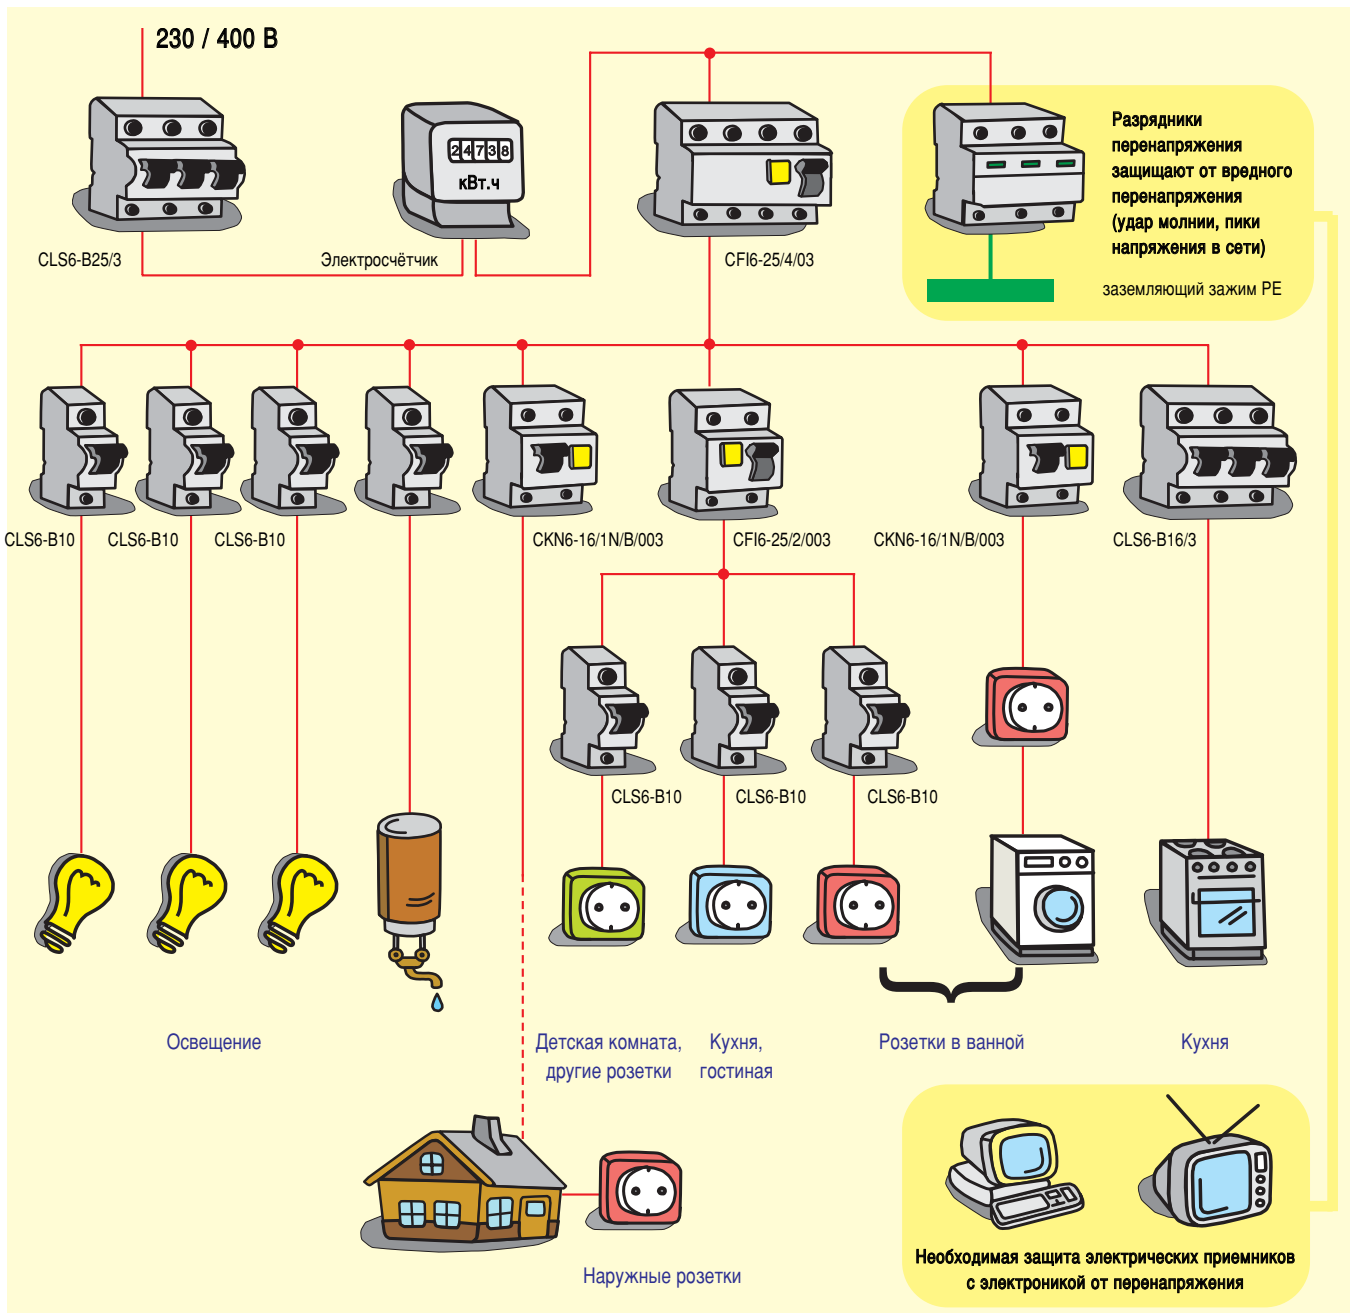 230 / 400 В
24738
кВт.ч
Разрядники
перенапряжения
защищают от вредного
перенапряжения
(удар молнии, пики
напряжения в сети)
CLS6-B25/3
Электросчётчик
CFI6-25/4/03
заземляющий зажим PE
CLS6-B10
CLS6-B10
CLS6-B10
CKN6-16/1N/B/003
CFI6-25/2/003
CKN6-16/1N/B/003
CLS6-B16/3
CLS6-B10
CLS6-B10
CLS6-B10
Освещение
Детская комната,
другие розетки
Кухня,
гостиная
Розетки в ванной
Кухня
Наружные розетки
Необходимая защита электрических приемников
с электроникой от перенапряжения